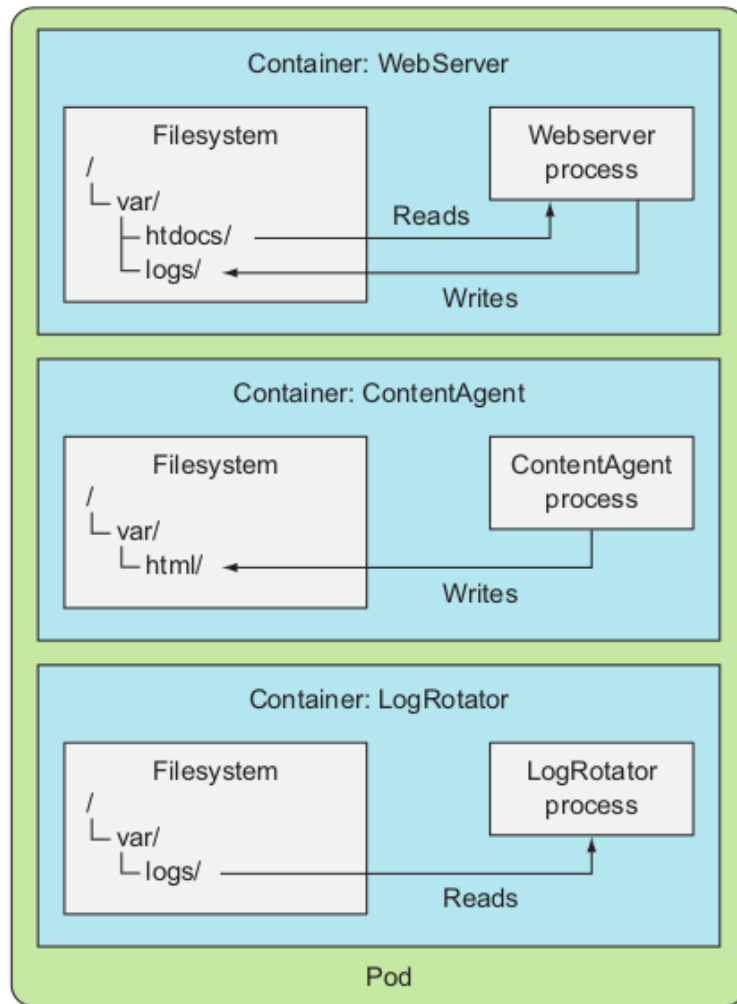 Container: WebServer
Filesystem
/
var/
htdocs/
logs/
Webserver
process
Reads
Writes
Container: ContentAgent
Filesystem
/
var/
html/
ContentAgent
process
Writes
Container: LogRotator
Filesystem
/
var/
logs/
LogRotator
process
Reads
Pod